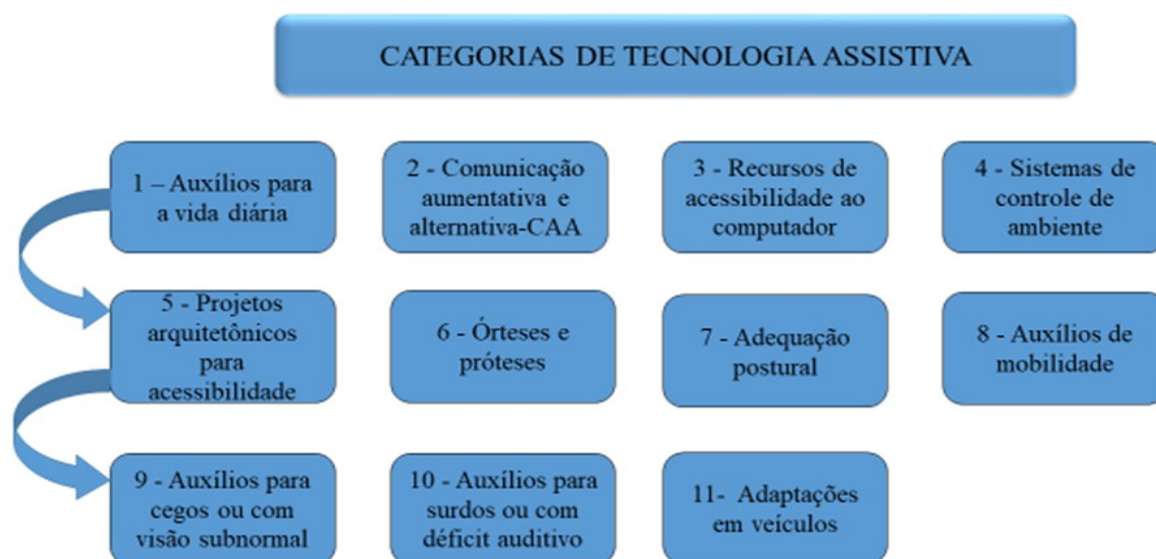 CATEGORIAS DE TECNOLOGIA ASSISTIVA
1 – Auxílios para
a vida diária
2 - Comunicação
aumentativa e
alternativa-CAA
3 - Recursos de
acessibilidade ao
computador
4 - Sistemas de
controle de
ambiente
5 - Projetos
arquitetônicos
para
acessibilidade
6 - Órteses e
próteses
7 - Adequação
postural
8 - Auxílios de
mobilidade
9 - Auxílios para
cegos ou com
visão subnormal
10 - Auxílios para
surdos ou com
déficit auditivo
11- Adaptações
em veículos